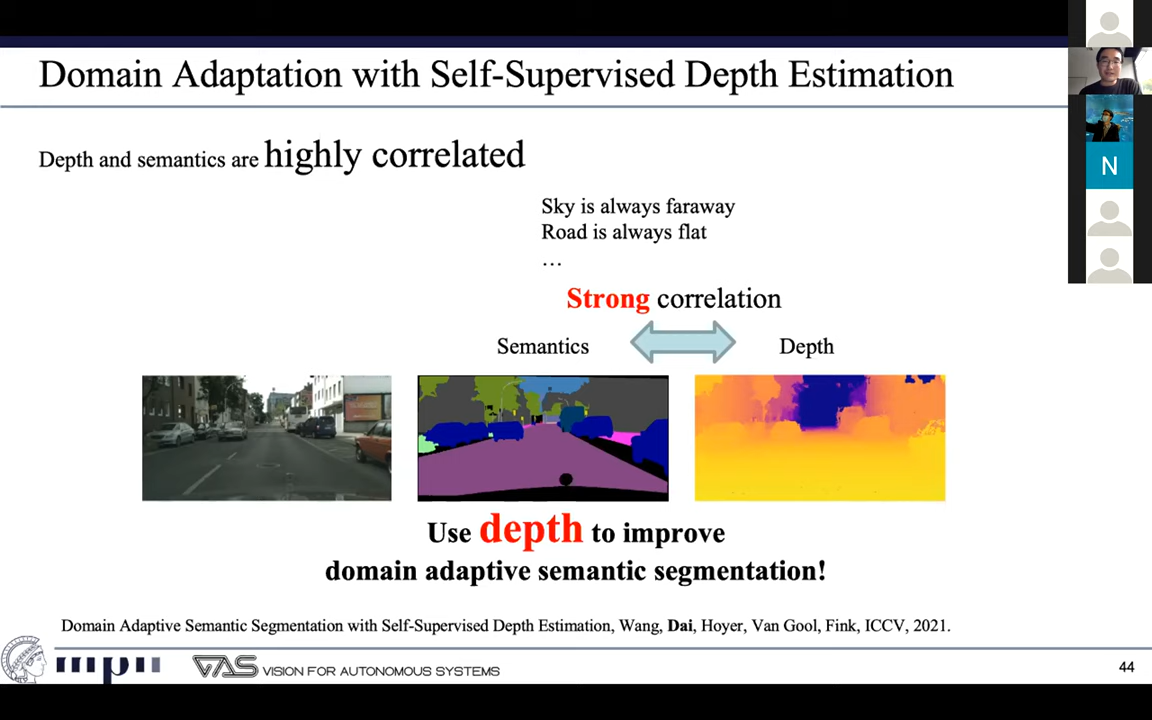 Domain Adaptation with Self-Supervised Depth Estimation
Depth and semantics are highly correlated
Sky is always faraway
Road is always flat
…
Strong correlation
Semantics
Depth
Use depth to improve
domain adaptive semantic segmentation!
Domain Adaptive Semantic Segmentation with Self-Supervised Depth Estimation, Wang, Dai, Hoyer, Van Gool, Fink, ICCV, 2021.
VAS VISION FOR AUTONOMOUS SYSTEMS
44
N